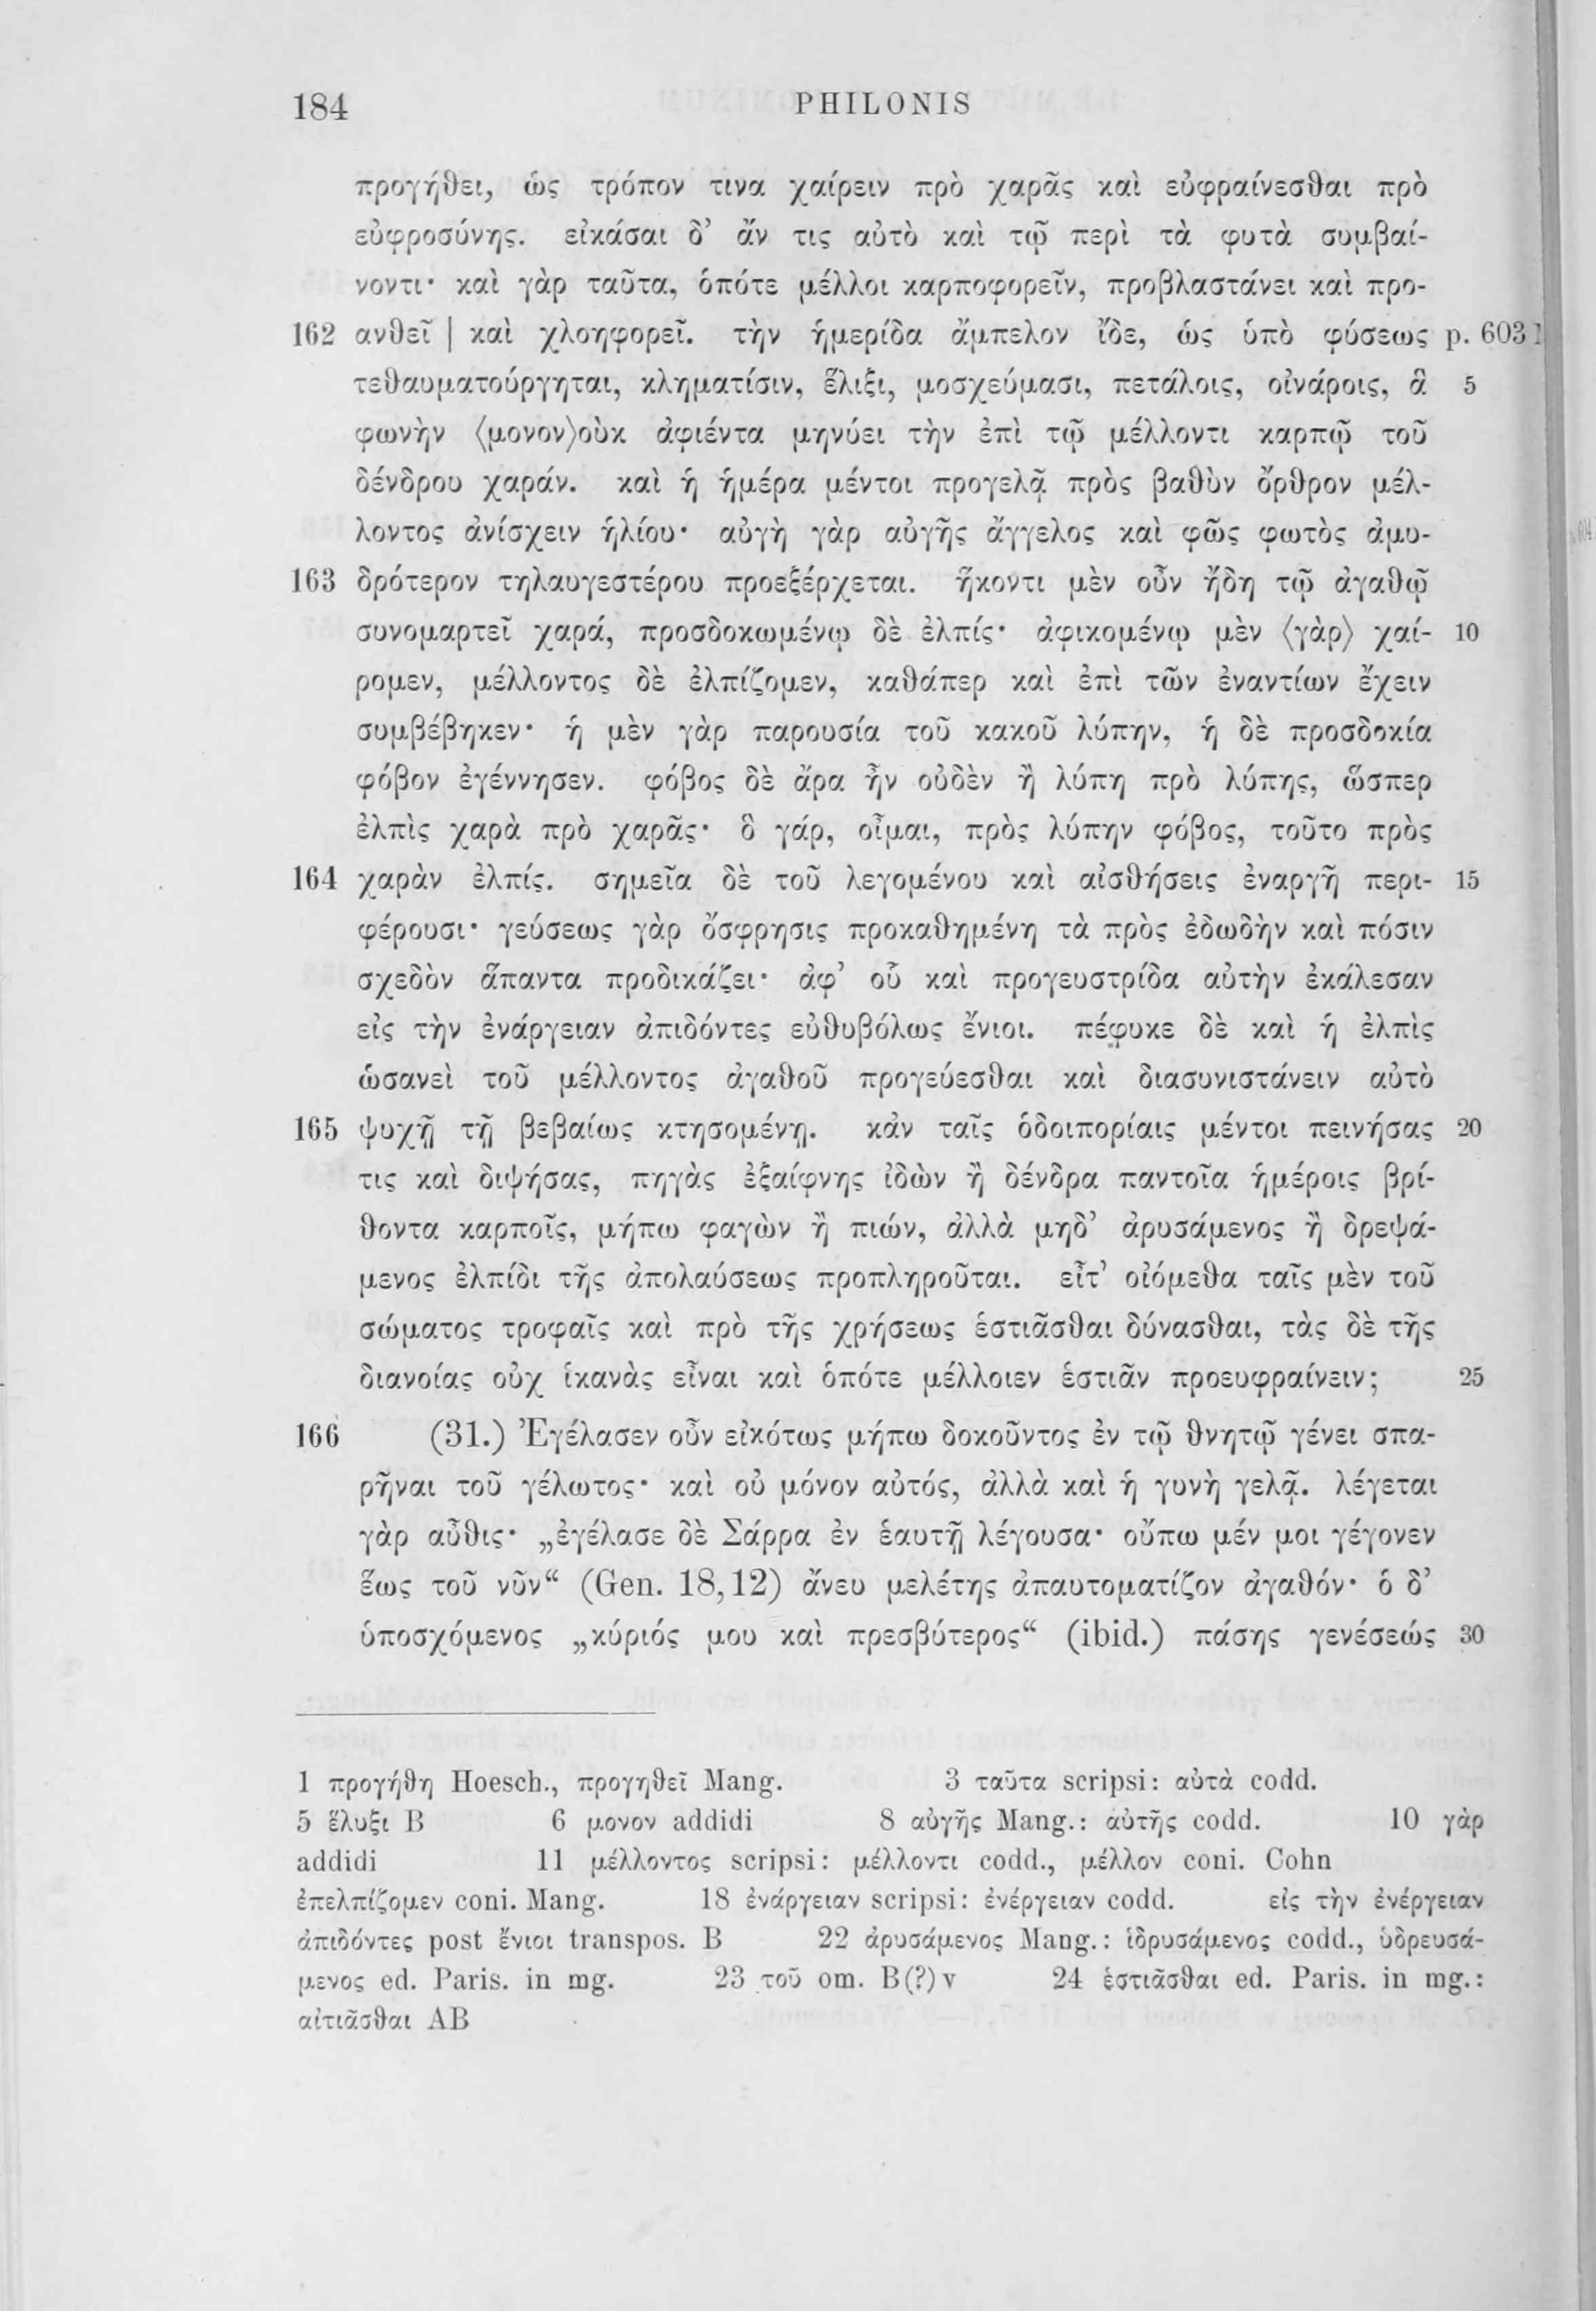 184 PHILONIS
προγήθει, ὡς τρόπον τινα χαίρειν πρὸ χαρᾶς καὶ εὐφραίνεσθαι πρὸ
εὐφροσύνης. εἰκάσαι δ’ ἄν τις αὐτὸ καὶ τῷ περὶ τὰ φυτὰ συμβαί-
νοντι· καὶ γὰρ ταῦτα, ὁπότε μέλλοι καρποφορεῖν, προβλαστάνει καὶ προ-
162 ανθεῖ | καὶ χλοηφορεῖ. τὴν ἡμερίδα ἄμπελον ἴδε, ὡς ὑπὸ φύσεως p. 603
τεθαυματούργηται, κληματίσιν, ἕλιξι, μοσχεύμασι, πετάλοις, οἰνάροις, ἃ 5
φωνὴν ⟨μονον⟩οὐκ ἀφιέντα μηνύει τὴν ἐπὶ τῷ μέλλοντι καρπῷ τοῦ
δένδρου χαράν. καὶ ἡ ἡμέρα μέντοι προγελᾷ πρὸς βαθὺν ὄρθρον μέλ-
λοντος ἀνίσχειν ἡλίου· αὐγὴ γὰρ αὐγῆς ἄγγελος καὶ φῶς φωτὸς ἀμυ-
163 δρότερον τηλαυγεστέρου προεξέρχεται. ἥκοντι μὲν οὖν ἤδη τῷ ἀγαθῷ
συνομαρτεῖ χαρά, προσδοκωμένῳ δὲ ἐλπίς· ἀφικομένῳ μὲν ⟨γὰρ⟩ χαί- 10
ρομεν, μέλλοντος δὲ ἐλπίζομεν, καθάπερ καὶ ἐπὶ τῶν ἐναντίων ἔχειν
συμβέβηκεν· ἡ μὲν γὰρ παρουσία τοῦ κακοῦ λύπην, ἡ δὲ προσδοκία
φόβον ἐγέννησεν. φόβος δὲ ἄρα ἦν οὐδὲν ἢ λύπη πρὸ λύπης, ὥσπερ
ἐλπὶς χαρὰ πρὸ χαρᾶς· ὃ γάρ, οἶμαι, πρὸς λύπην φόβος, τοῦτο πρὸς
164 χαρὰν ἐλπίς. σημεῖα δὲ τοῦ λεγομένου καὶ αἰσθήσεις ἐναργῆ περι- 15
φέρουσι· γεύσεως γὰρ ὄσφρησις προκαθημένη τὰ πρὸς ἐδωδὴν καὶ πόσιν
σχεδὸν ἅπαντα προδικάζει· ἀφ’ οὗ καὶ προγευστρίδα αὐτὴν ἐκάλεσαν
εἰς τὴν ἐνάργειαν ἀπιδόντες εὐθυβόλως ἔνιοι. πέφυκε δὲ καὶ ἡ ἐλπὶς
ὡσανεὶ τοῦ μέλλοντος ἀγαθοῦ προγεύεσθαι καὶ διασυνιστάνειν αὐτὸ
165 ψυχῇ τῇ βεβαίως κτησομένῃ. κἀν ταῖς ὁδοιπορίαις μέντοι πεινήσας 20
τις καὶ διψήσας, πηγὰς ἐξαίφνης ἰδὼν ἢ δένδρα παντοῖα ἡμέροις βρί-
θοντα καρποῖς, μήπω φαγὼν ἢ πιών, ἀλλὰ μηδ’ ἀρυσάμενος ἢ δρεψά-
μενος ἐλπίδι τῆς ἀπολαύσεως προπληροῦται. εἶτ’ οἰόμεθα ταῖς μὲν τοῦ
σώματος τροφαῖς καὶ πρὸ τῆς χρήσεως ἑστιᾶσθαι δύνασθαι, τὰς δὲ τῆς
διανοίας οὐχ ἱκανὰς εἶναι καὶ ὁπότε μέλλοιεν ἑστιᾶν προευφραίνειν; 25
166 (31.) Ἐγέλασεν οὖν εἰκότως μήπω δοκοῦντος ἐν τῷ θνητῷ γένει σπα-
ρῆναι τοῦ γέλωτος· καὶ οὐ μόνον αὐτός, ἀλλὰ καὶ ἡ γυνὴ γελᾷ. λέγεται
γὰρ αὖθις· „ἐγέλασε δὲ Σάρρα ἐν ἑαυτῇ λέγουσα· οὔπω μέν μοι γέγονεν
ἕως τοῦ νῦν“ (Gen. 18,12) ἄνευ μελέτης ἀπαυτοματίζον ἀγαθόν· ὁ δ’
ὑποσχόμενος „κύριός μου καὶ πρεσβύτερος“ (ibid.) πάσης γενέσεώς 30
1 προγήθη Hoesch., προγηθεῖ Mang. 3 ταῦτα scripsi: αὐτὰ codd.
5 ἕλυξι B 6 μονον addidi 8 αὐγῆς Mang.: αὐτῆς codd. 10 γὰρ
addidi 11 μέλλοντος scripsi: μέλλοντι codd., μέλλον coni. Cohn
ἐπελπίζομεν coni. Mang. 18 ἐνάργειαν scripsi: ἐνέργειαν codd. εἰς τὴν ἐνέργειαν
ἀπιδόντες post ἔνιοι transpos. B 22 ἀρυσάμενος Mang.: ἱδρυσάμενος codd., ὑδρευσά-
μενος ed. Paris. in mg. 23 τοῦ om. B(?) v 24 ἑστιᾶσθαι ed. Paris. in mg.:
αἰτιᾶσθαι AB